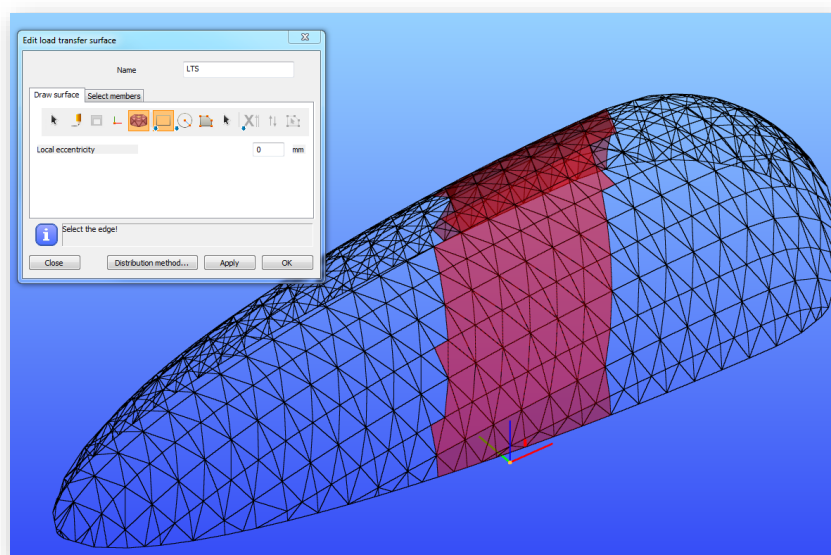 Edit load transfer surface
Name
LTS
Draw surface
Select members
Local eccentricity
0
mm
Select the edge!
Close
Distribution method...
Apply
OK